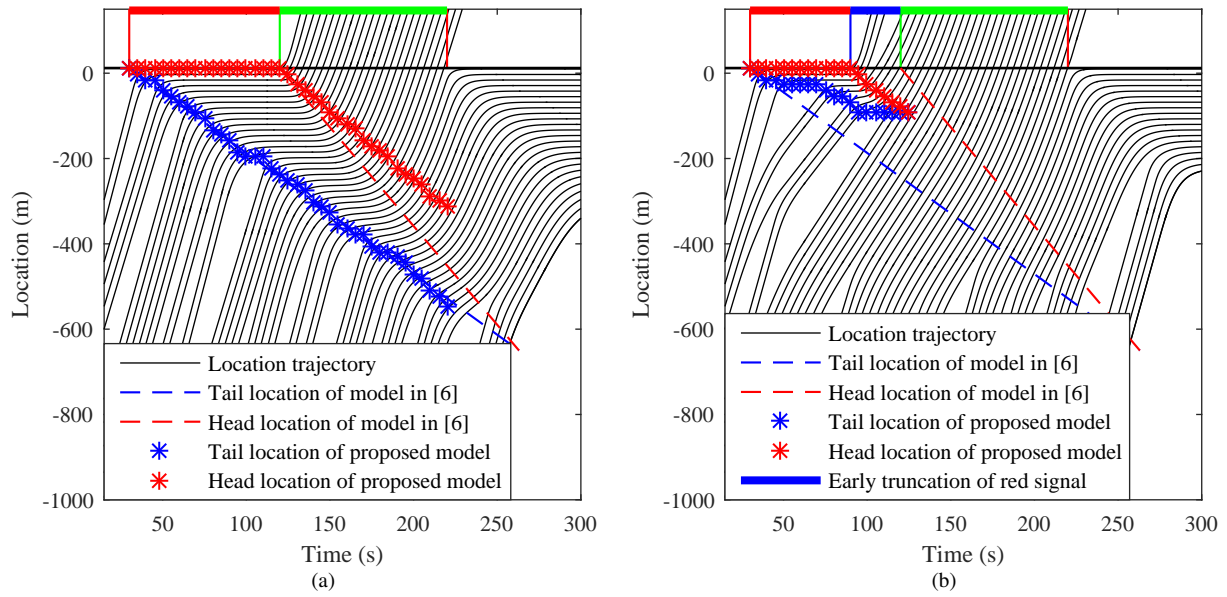 0
-200
-400
-600
-800
-1000
50
100
150
200
250
300
Location (m)
Time (s)
Location trajectory
Tail location of model in [6]
Head location of model in [6]
Tail location of proposed model
Head location of proposed model
(a)
0
-200
-400
-600
-800
-1000
50
100
150
200
250
300
Location (m)
Time (s)
Location trajectory
Tail location of model in [6]
Head location of model in [6]
Tail location of proposed model
Head location of proposed model
Early truncation of red signal
(b)